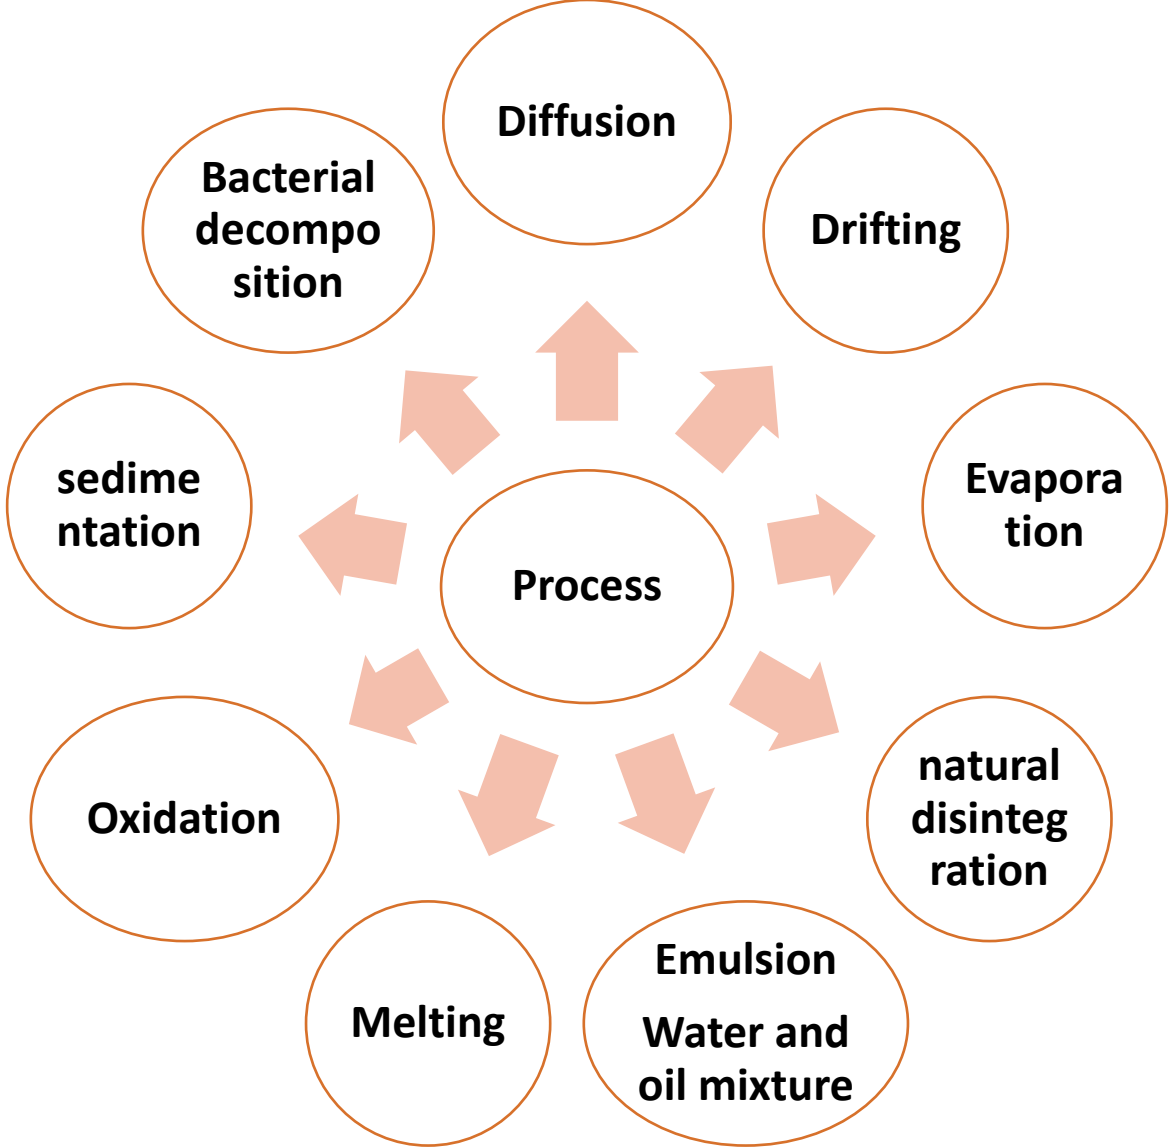 Diffusion
Drifting
Evapora
tion
natural
disinteg
ration
Emulsion
Water and
oil mixture
Melting
Oxidation
sedime
ntation
Bacterial
decompo
sition
Process